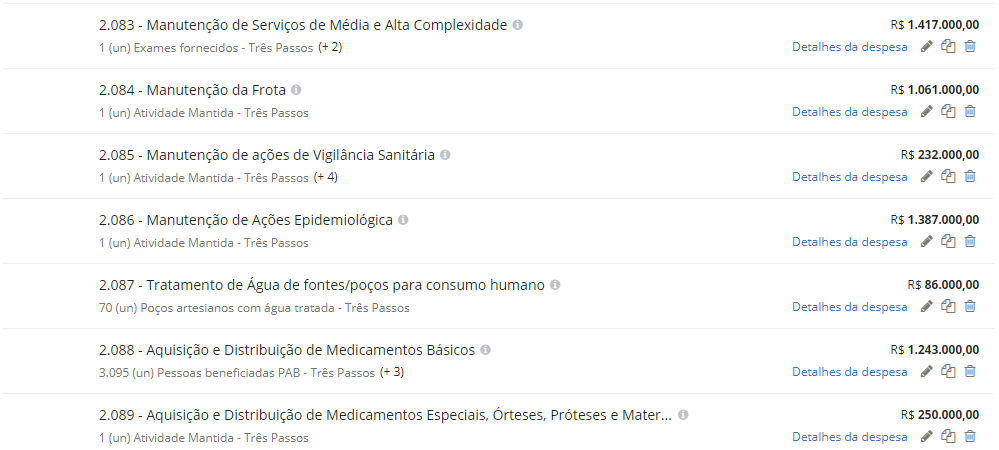 2.083 - Manutenção de Serviços de Média e Alta Complexidade R$ 1.417.000,00
1 (un) Exames fornecidos - Três Passos (+ 2) Detalhes da despesa
2.084 - Manutenção da Frota R$ 1.061.000,00
1 (un) Atividade Mantida - Três Passos Detalhes da despesa
2.085 - Manutenção de ações de Vigilância Sanitária R$ 232.000,00
1 (un) Atividade Mantida - Três Passos (+ 4) Detalhes da despesa
2.086 - Manutenção de Ações Epidemiológica R$ 1.387.000,00
1 (un) Atividade Mantida - Três Passos Detalhes da despesa
2.087 - Tratamento de Água de fontes/poços para consumo humano R$ 86.000,00
70 (un) Poços artesianos com água tratada - Três Passos Detalhes da despesa
2.088 - Aquisição e Distribuição de Medicamentos Básicos R$ 1.243.000,00
3.095 (un) Pessoas beneficiadas PAB - Três Passos (+ 3) Detalhes da despesa
2.089 - Aquisição e Distribuição de Medicamentos Especiais, Órteses, Próteses e Mater... R$ 250.000,00
1 (un) Atividade Mantida - Três Passos Detalhes da despesa